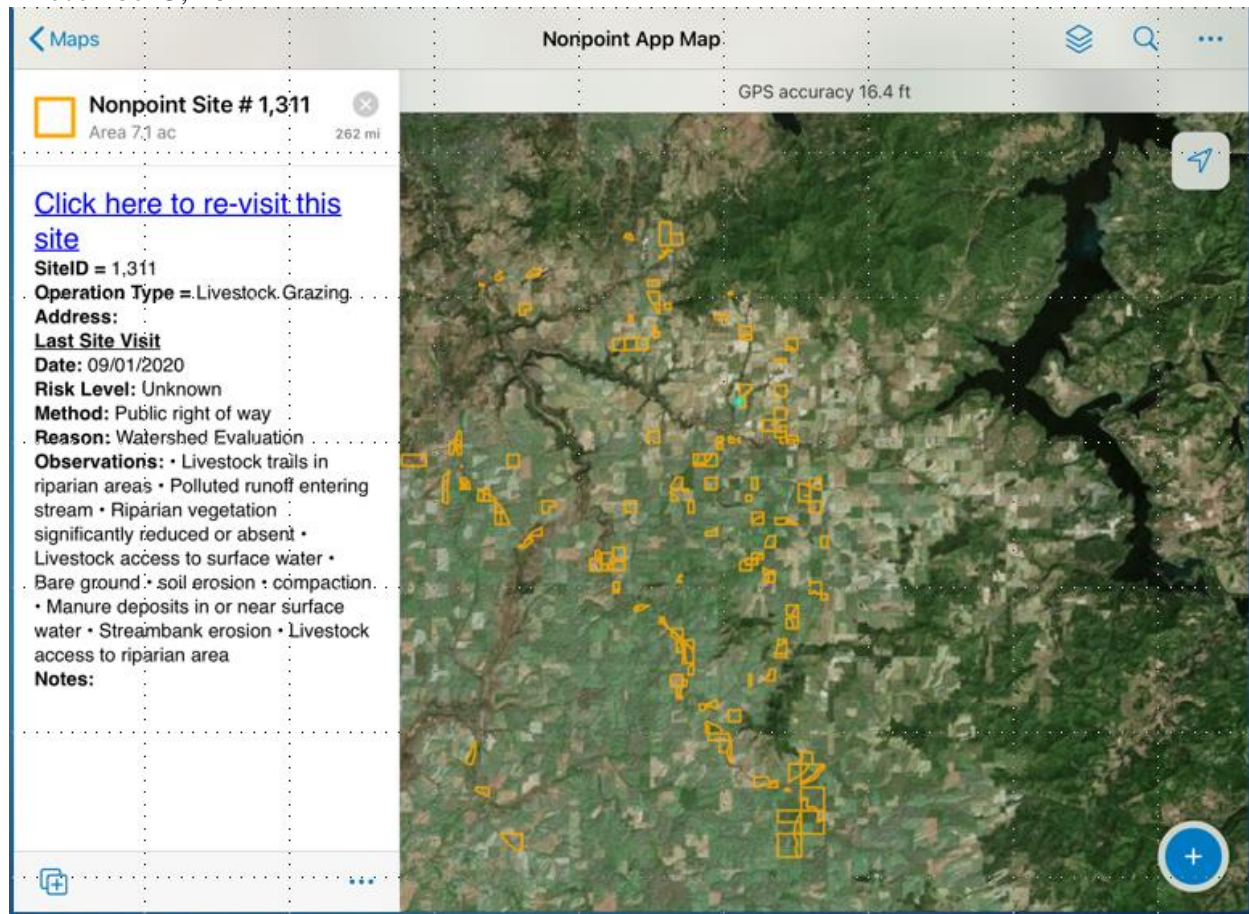 Maps
Nonpoint App Map
Nonpoint Site # 1,311
Area 7.1 ac
262 mi
GPS accuracy 16.4 ft
Click here to re-visit this
site
SiteID = 1,311
Operation Type = Livestock Grazing
Address:
Last Site Visit
Date: 09/01/2020
Risk Level: Unknown
Method: Public right of way
Reason: Watershed Evaluation
Observations: • Livestock trails in
riparian areas • Polluted runoff entering
stream • Riparian vegetation
significantly reduced or absent •
Livestock access to surface water •
Bare ground • soil erosion • compaction
• Manure deposits in or near surface
water • Streambank erosion • Livestock
access to riparian area
Notes: